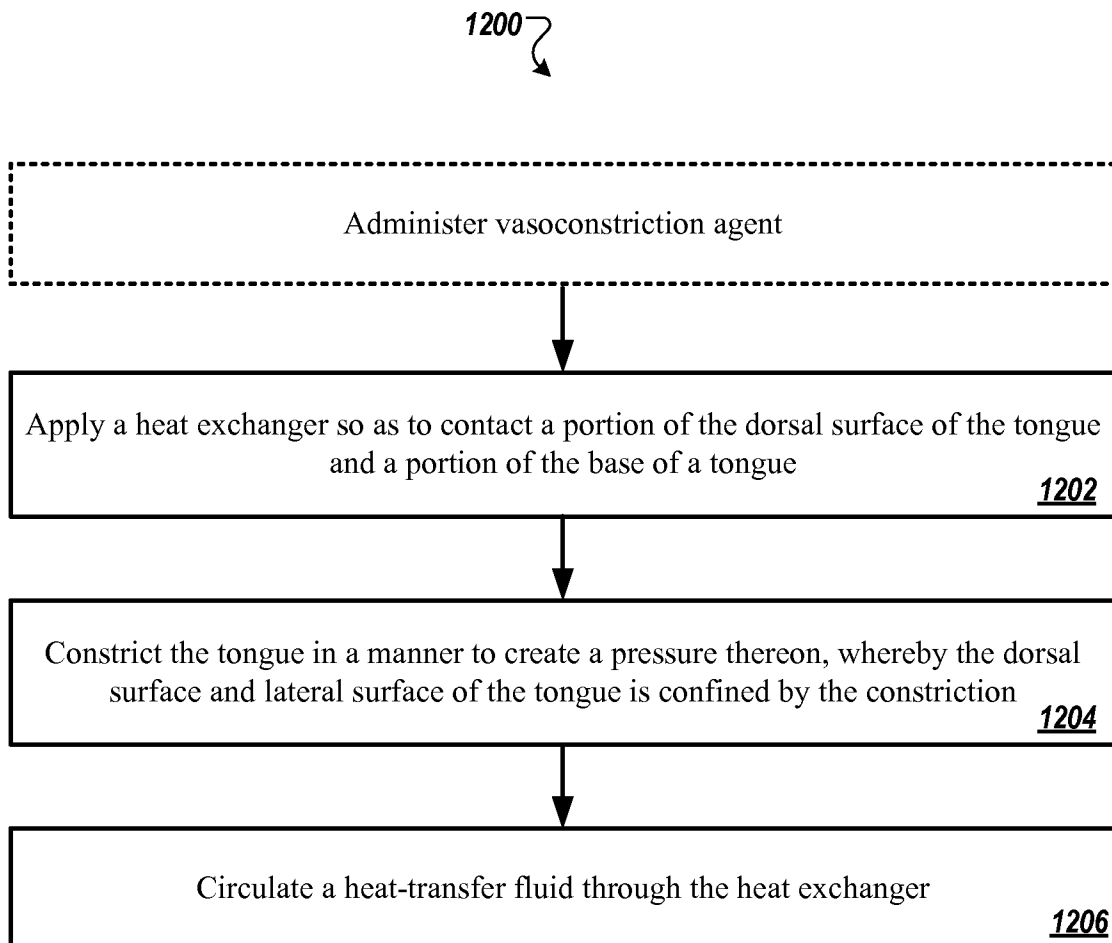 1200
Administer vasoconstriction agent
Apply a heat exchanger so as to contact a portion of the dorsal surface of the tongue
and a portion of the base of a tongue
1202
Constrict the tongue in a manner to create a pressure thereon, whereby the dorsal
surface and lateral surface of the tongue is confined by the constriction
1204
Circulate a heat-transfer fluid through the heat exchanger
1206